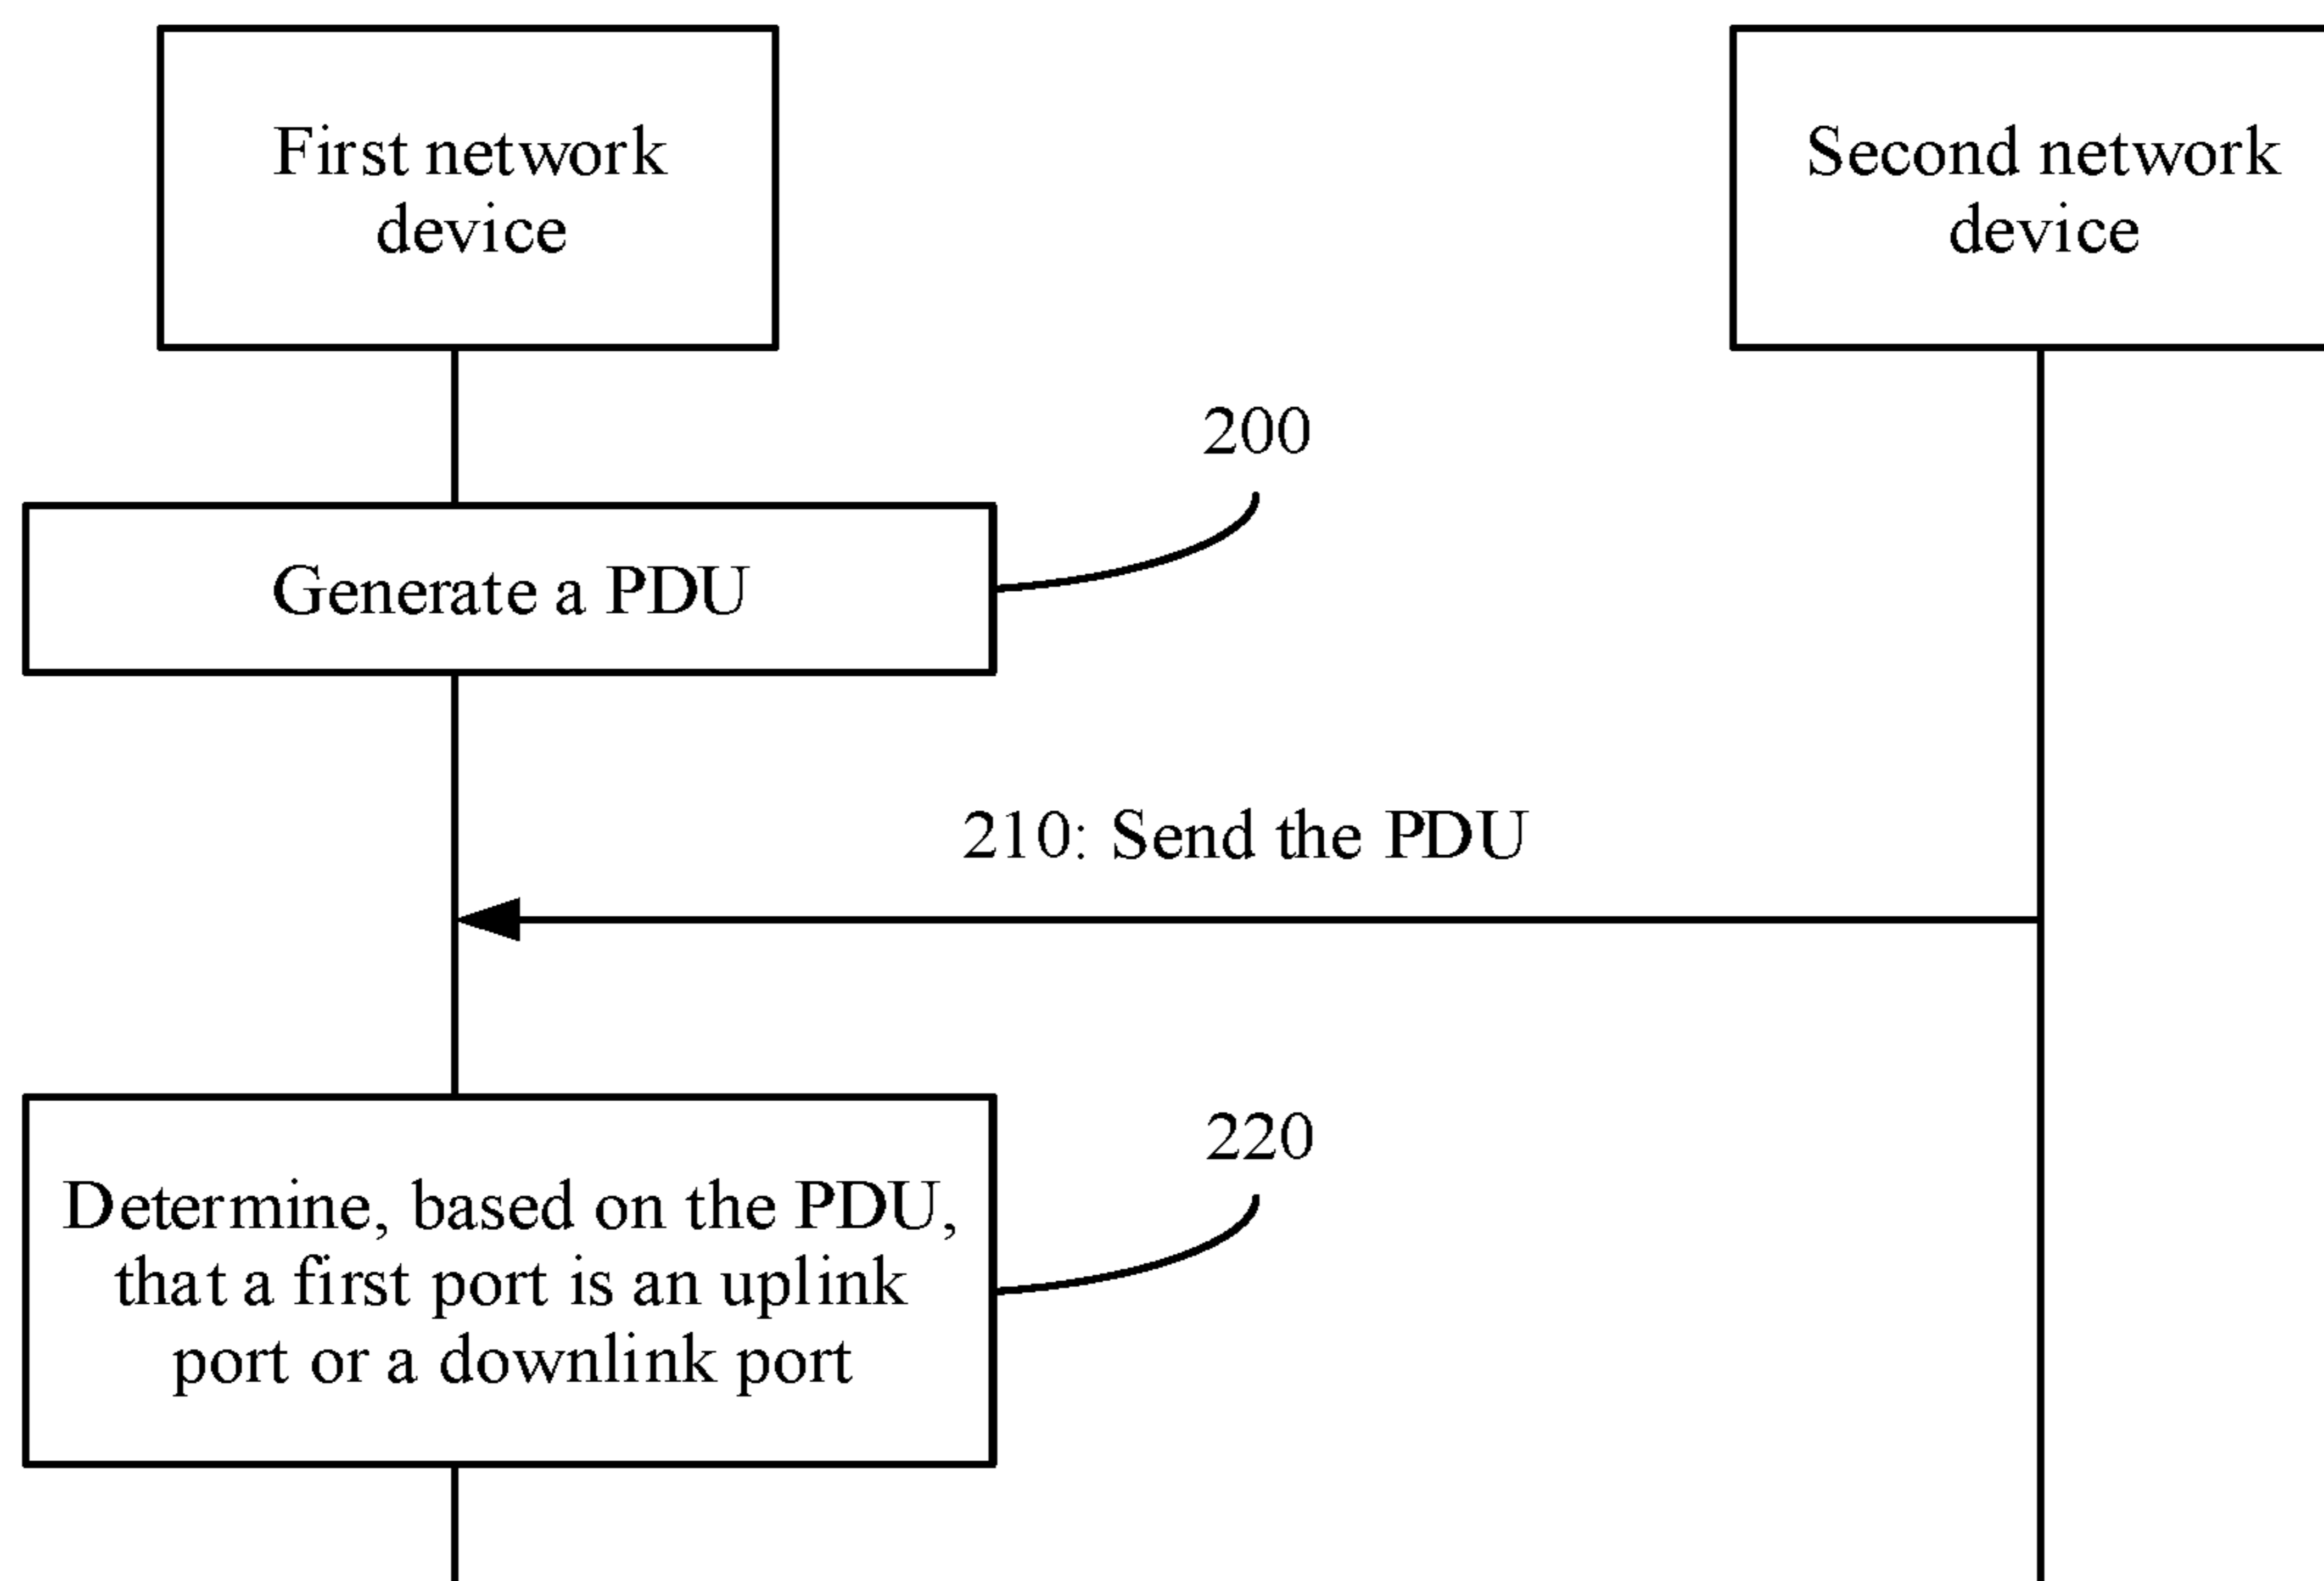 First network
device
Second network
device
200
Generate a PDU
210: Send the PDU
220
Determine, based on the PDU,
that a first port is an uplink
port or a downlink port